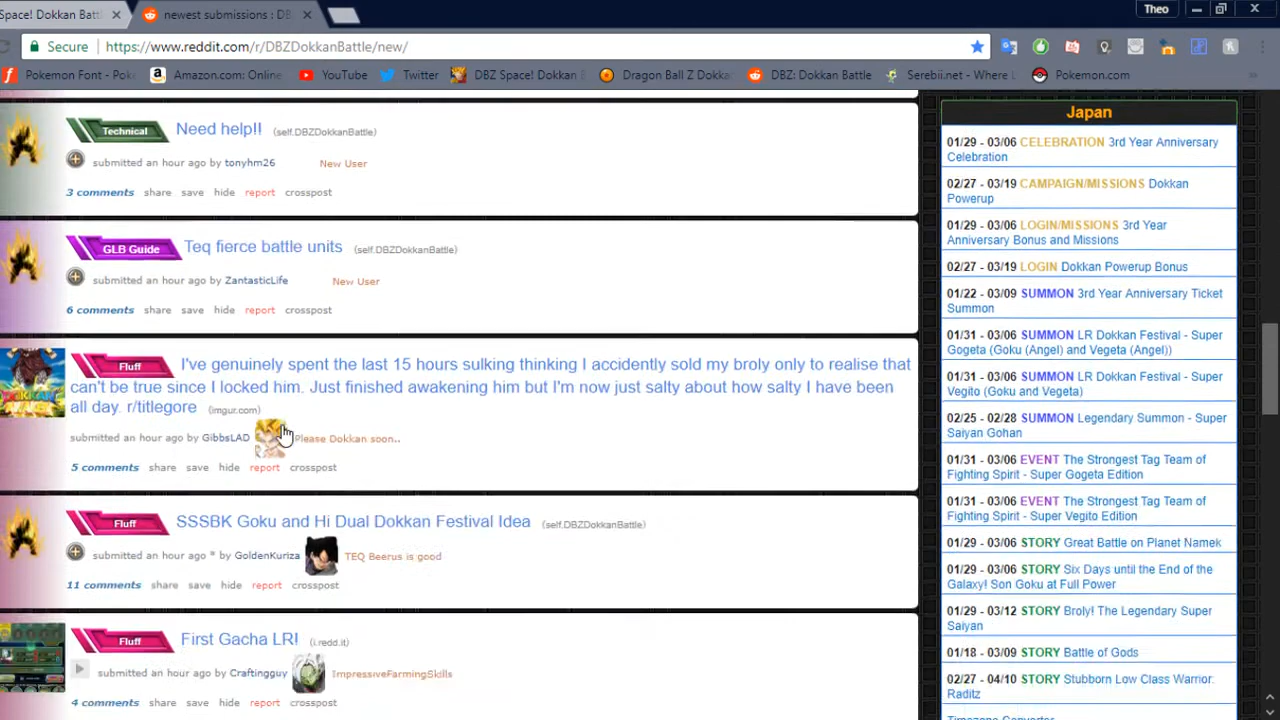 Space! Dokkan Batt
newest submissions : DB
Theo
Secure
https://www.reddit.com/r/DBZDokkanBattle/new/
Pokemon Font - Pok
Amazon.com: Online
YouTube
Twitter
DBZ Space! Dokkan
Dragon Ball Z Dokka
DBZ: Dokkan Battle
Serebii.net - Where
Pokemon.com
Technical Need help!! (self.DBZDokkanBattle)
submitted an hour ago by tonyhm26 New User
3 comments share save hide report crosspost
GLB Guide Teq fierce battle units (self.DBZDokkanBattle)
submitted an hour ago by ZantasticLife New User
6 comments share save hide report crosspost
Fluff I've genuinely spent the last 15 hours sulking thinking I accidently sold my broly only to realise that
can't be true since I locked him. Just finished awakening him but I'm now just salty about how salty I have been
all day. r/titlegore (imgur.com)
submitted an hour ago by GibbsLAD Please Dokkan soon..
5 comments share save hide report crosspost
Fluff SSSBK Goku and Hi Dual Dokkan Festival Idea (self.DBZDokkanBattle)
submitted an hour ago * by GoldenKuriza TEQ Beerus is good
11 comments share save hide report crosspost
Fluff First Gacha LR! (i.redd.it)
submitted an hour ago by Craftingguy ImpressiveFarmingSkills
4 comments share save hide report crosspost
Japan
01/29 - 03/06 CELEBRATION 3rd Year Anniversary
Celebration
02/27 - 03/19 CAMPAIGN/MISSIONS Dokkan
Powerup
01/29 - 03/06 LOGIN/MISSIONS 3rd Year
Anniversary Bonus and Missions
02/27 - 03/19 LOGIN Dokkan Powerup Bonus
01/22 - 03/09 SUMMON 3rd Year Anniversary Ticket
Summon
01/31 - 03/06 SUMMON LR Dokkan Festival - Super
Gogeta (Goku (Angel) and Vegeta (Angel))
01/31 - 03/06 SUMMON LR Dokkan Festival - Super
Vegito (Goku and Vegeta)
02/25 - 02/28 SUMMON Legendary Summon - Super
Saiyan Gohan
01/31 - 03/06 EVENT The Strongest Tag Team of
Fighting Spirit - Super Gogeta Edition
01/31 - 03/06 EVENT The Strongest Tag Team of
Fighting Spirit - Super Vegito Edition
01/29 - 03/06 STORY Great Battle on Planet Namek
01/29 - 03/06 STORY Six Days until the End of the
Galaxy! Son Goku at Full Power
01/29 - 03/12 STORY Broly! The Legendary Super
Saiyan
01/18 - 03/09 STORY Battle of Gods
02/27 - 04/10 STORY Stubborn Low Class Warrior:
Raditz
Timezone Converter